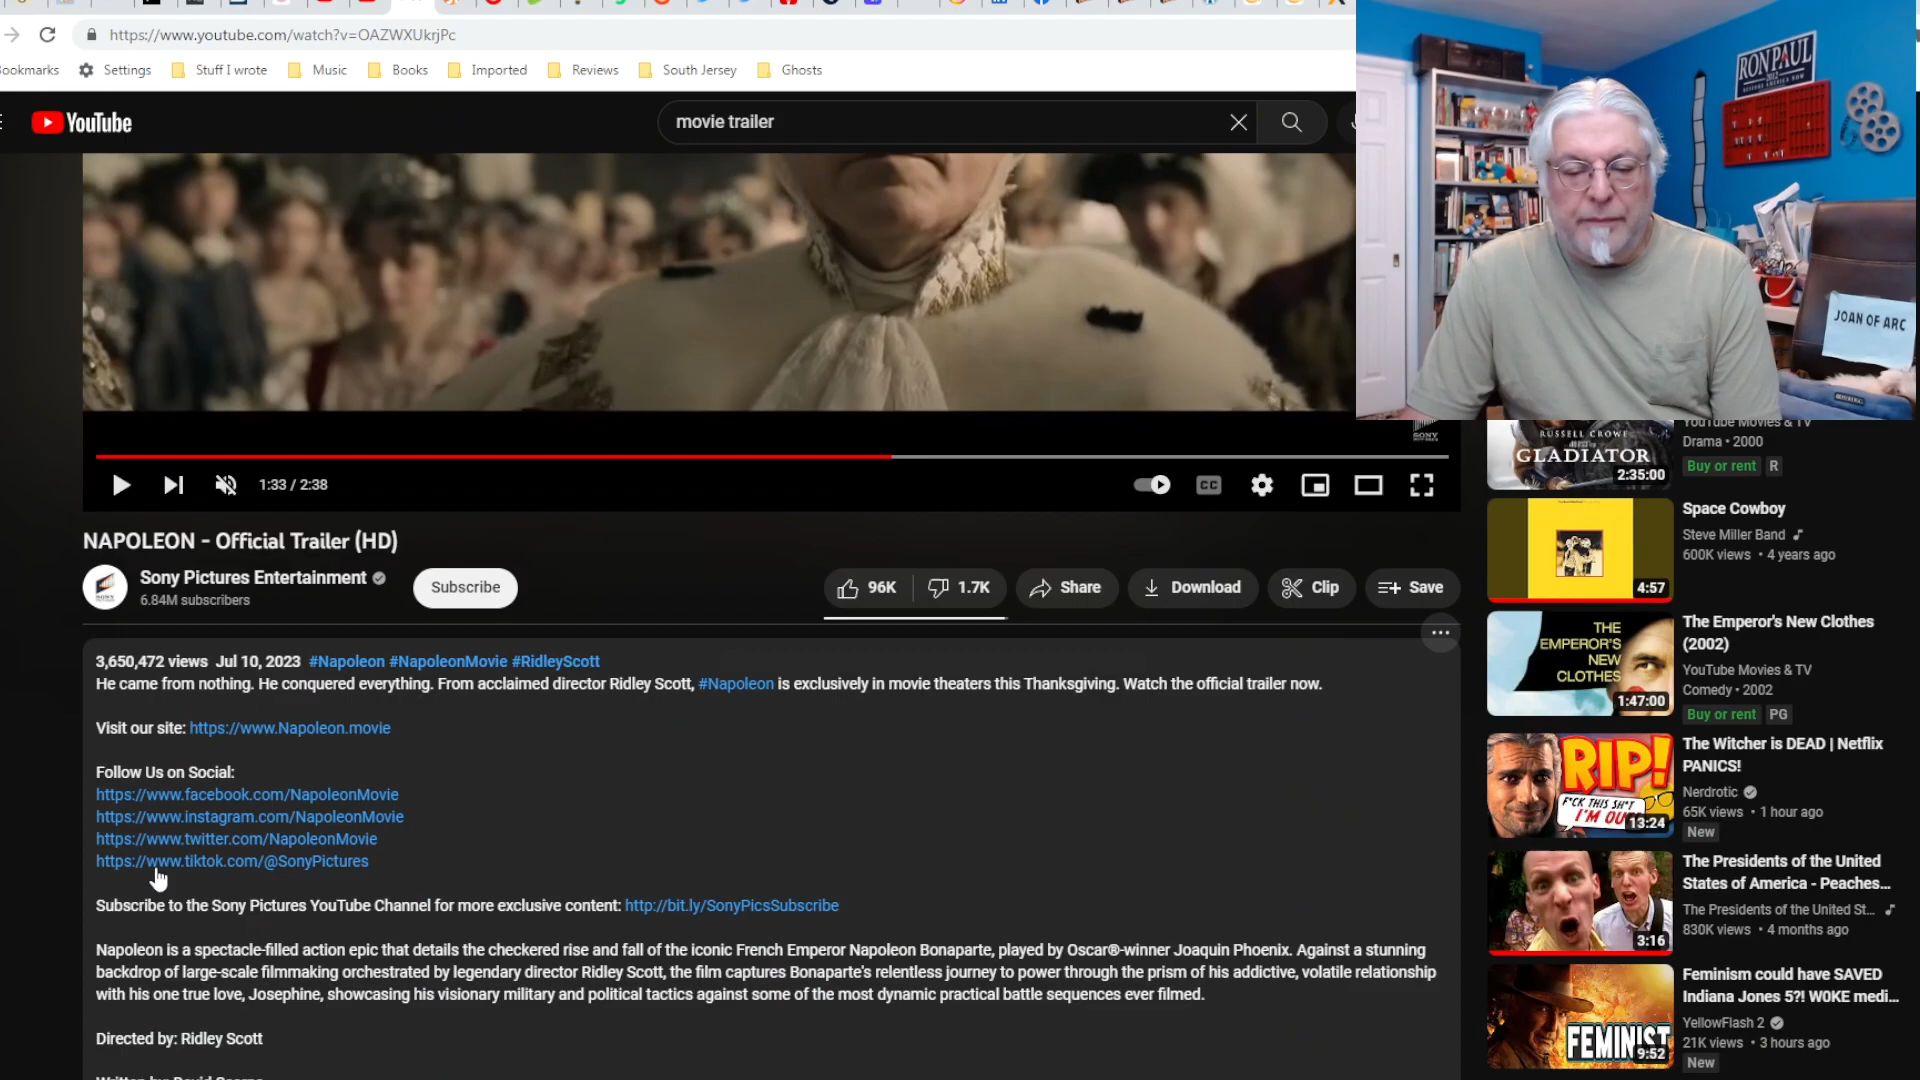 https://www.youtube.com/watch?v=OAZWXUkrjPc
ookmarks Settings Stuff I wrote Music Books Imported Reviews South Jersey Ghosts
YouTube
movie trailer
RON PAUL
2012
JOAN OF ARC
SONY
1:33 / 2:38
CC
NAPOLEON - Official Trailer (HD)
Sony Pictures Entertainment
6.84M subscribers
Subscribe
96K 1.7K Share Download Clip Save
3,650,472 views Jul 10, 2023 #Napoleon #NapoleonMovie #RidleyScott
He came from nothing. He conquered everything. From acclaimed director Ridley Scott, #Napoleon is exclusively in movie theaters this Thanksgiving. Watch the official trailer now.
Visit our site: https://www.Napoleon.movie
Follow Us on Social:
https://www.facebook.com/NapoleonMovie
https://www.instagram.com/NapoleonMovie
https://www.twitter.com/NapoleonMovie
https://www.tiktok.com/@SonyPictures
Subscribe to the Sony Pictures YouTube Channel for more exclusive content: http://bit.ly/SonyPicsSubscribe
Napoleon is a spectacle-filled action epic that details the checkered rise and fall of the iconic French Emperor Napoleon Bonaparte, played by Oscar®-winner Joaquin Phoenix. Against a stunning
backdrop of large-scale filmmaking orchestrated by legendary director Ridley Scott, the film captures Bonaparte's relentless journey to power through the prism of his addictive, volatile relationship
with his one true love, Josephine, showcasing his visionary military and political tactics against some of the most dynamic practical battle sequences ever filmed.
Directed by: Ridley Scott
RUSSELL CROWE
GLADIATOR
2:35:00
YouTube Movies & TV
Drama • 2000
Buy or rent R
4:57
Space Cowboy
Steve Miller Band
600K views • 4 years ago
THE
EMPEROR'S
NEW
CLOTHES
1:47:00
The Emperor's New Clothes
(2002)
YouTube Movies & TV
Comedy • 2002
Buy or rent PG
RIP!
F*CK THIS SH*T
I'M OU
13:24
The Witcher is DEAD | Netflix
PANICS!
Nerdrotic
65K views • 1 hour ago
New
3:16
The Presidents of the United
States of America - Peaches...
The Presidents of the United St...
830K views • 4 months ago
FEMINIST
9:52
Feminism could have SAVED
Indiana Jones 5?! W0KE medi...
YellowFlash 2
21K views • 3 hours ago
New